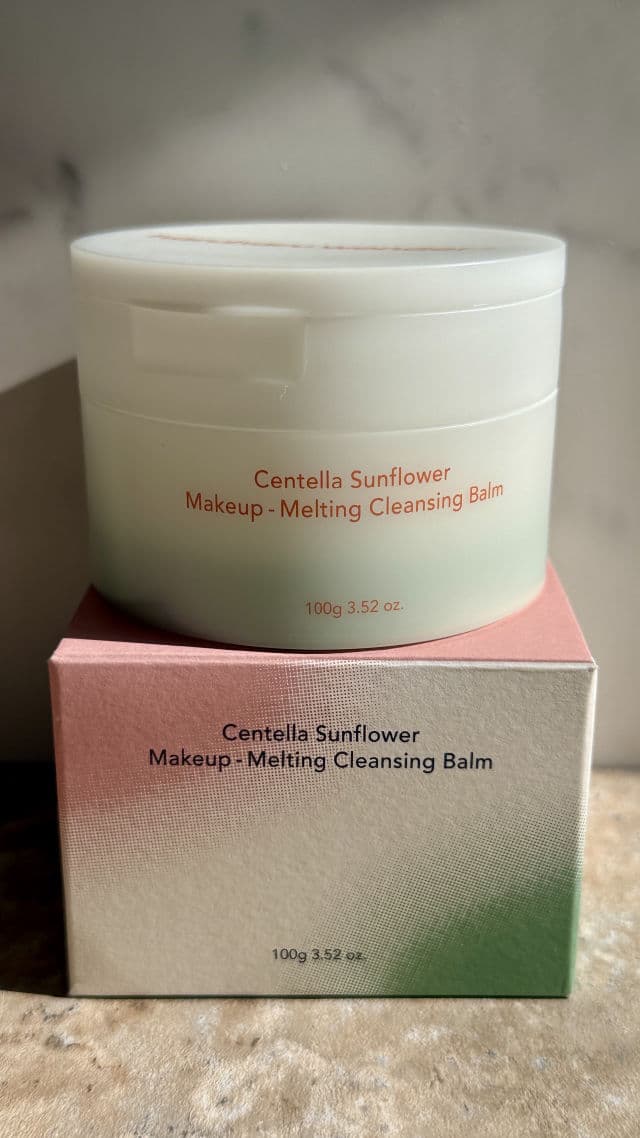 Centella Sunflower
Makeup - Melting Cleansing Balm
100g 3.52 oz.
Centella Sunflower
Makeup - Melting Cleansing Balm
100g 3.52 oz.